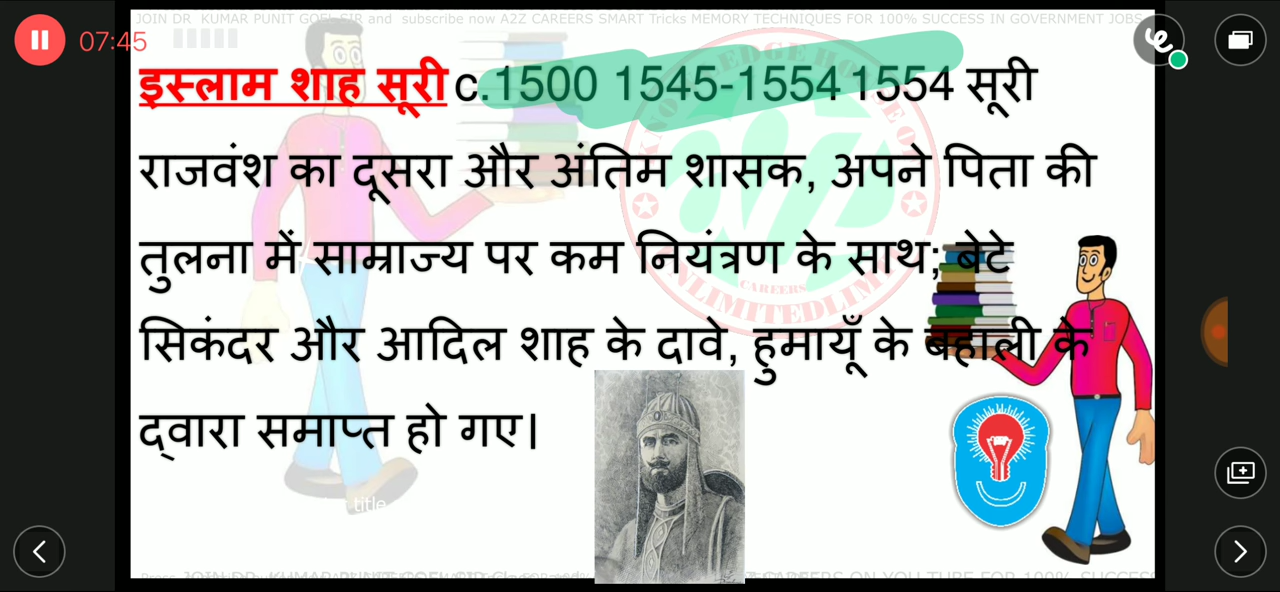 JOIN DR KUMAR PUNIT GOEL SIR and subscribe now A2Z CAREERS SMART Tricks MEMORY TECHNIQUES FOR 100% SUCCESS IN GOVERNMENT JOBS
07:45
इस्लाम शाह सूरी c.1500 1545-1554 1554 सूरी
राजवंश का दूसरा और अंतिम शासक, अपने पिता की
तुलना में साम्राज्य पर कम नियंत्रण के साथ; बेटे
CAREERS
सिकंदर और आदिल शाह के दावे, हुमायूँ के बहाली के
द्वारा समाप्त हो गए।
title